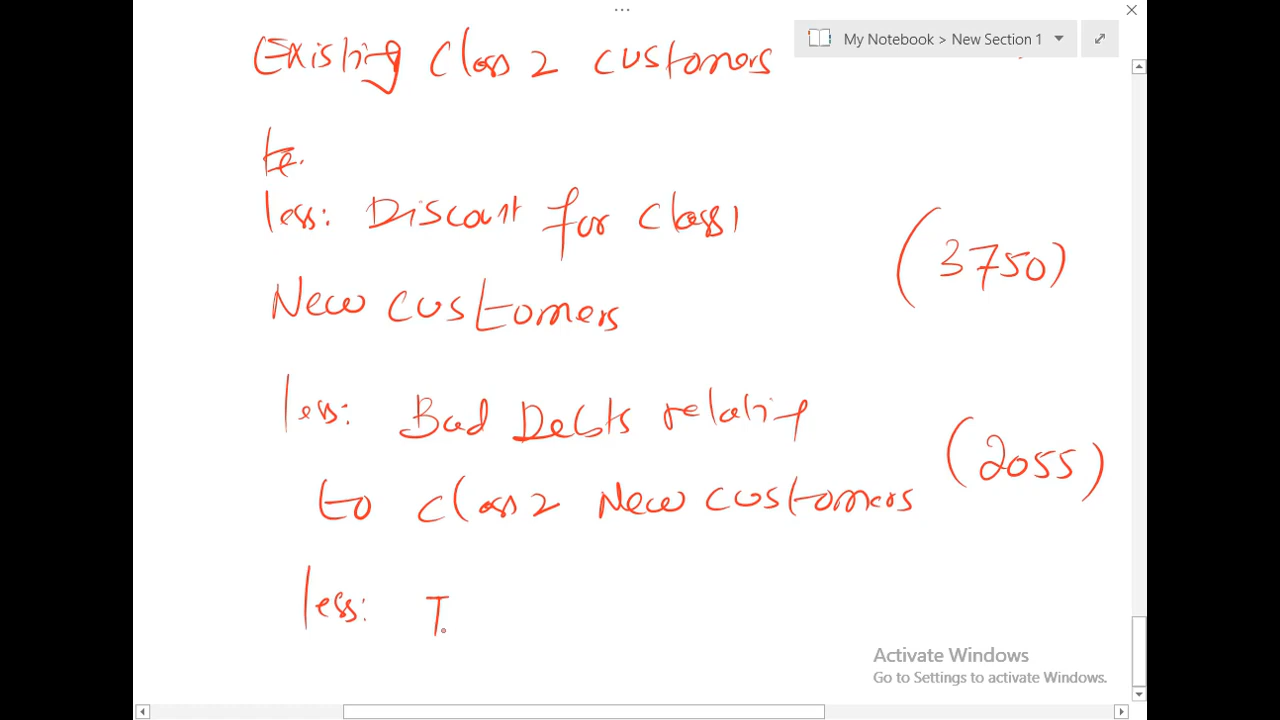 ...
My Notebook > New Section 1
Existing Class 2 customers
less: Discount for Class 1
(3750)
New customers
less: Bad Debts relating
(2055)
to class 2 New customers
less: I
Activate Windows
Go to Settings to activate Windows.